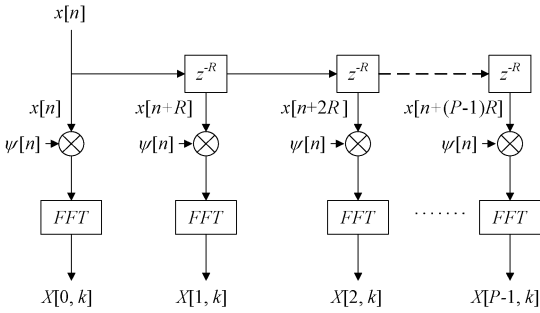 x[n]
z^-R z^-R z^-R
x[n] x[n+R] x[n+2R] x[n+(P-1)R]
ψ[n] ψ[n] ψ[n] ψ[n]
FFT FFT FFT ........ FFT
X[0, k] X[1, k] X[2, k] X[P-1, k]